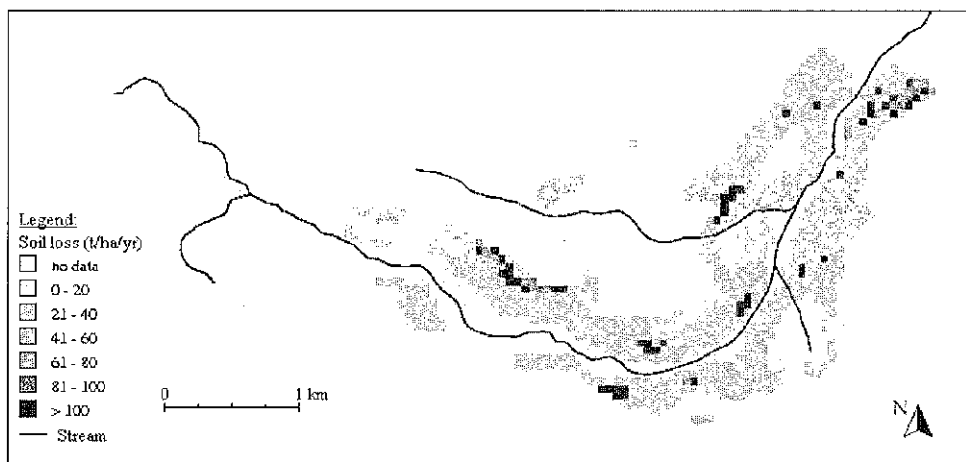 Legend:
Soil loss (t/ha/yr)
no data
0 - 20
21 - 40
41 - 60
61 - 80
81 - 100
> 100
Stream
0 1 km
N